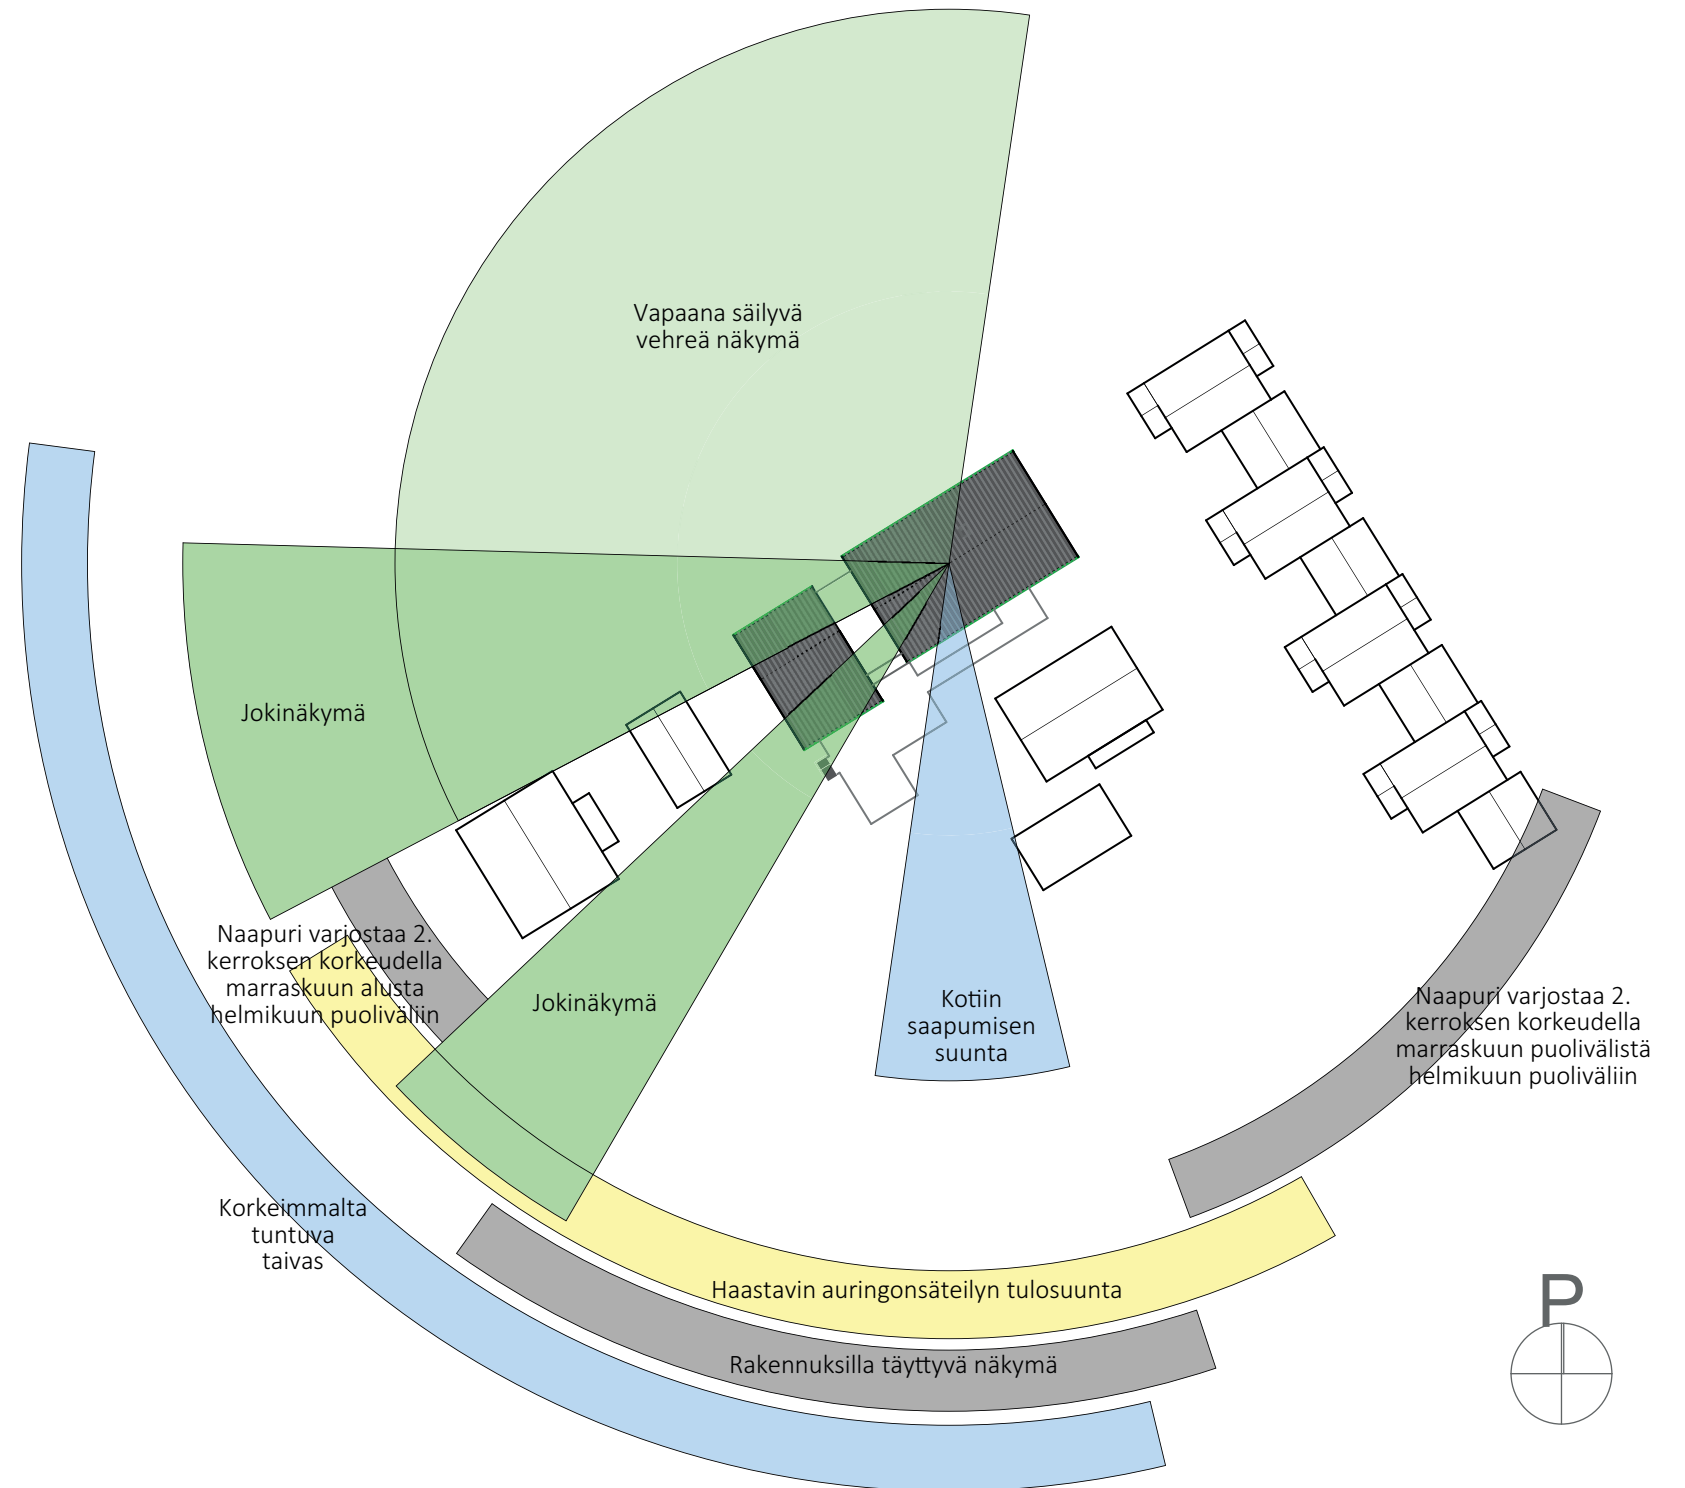 Vapaana säilyvä
vehreä näkymä
Jokinäkymä
Naapuri varjostaa 2.
kerroksen korkeudella
marraskuun alusta
helmikuun puoliväliin
Jokinäkymä
Kotiin
saapumisen
suunta
Naapuri varjostaa 2.
kerroksen korkeudella
marraskuun puolivälistä
helmikuun puoliväliin
Korkeimmalta
tuntuva
taivas
Haastavin auringonsäteilyn tulosuunta
Rakennuksilla täyttyvä näkymä
P